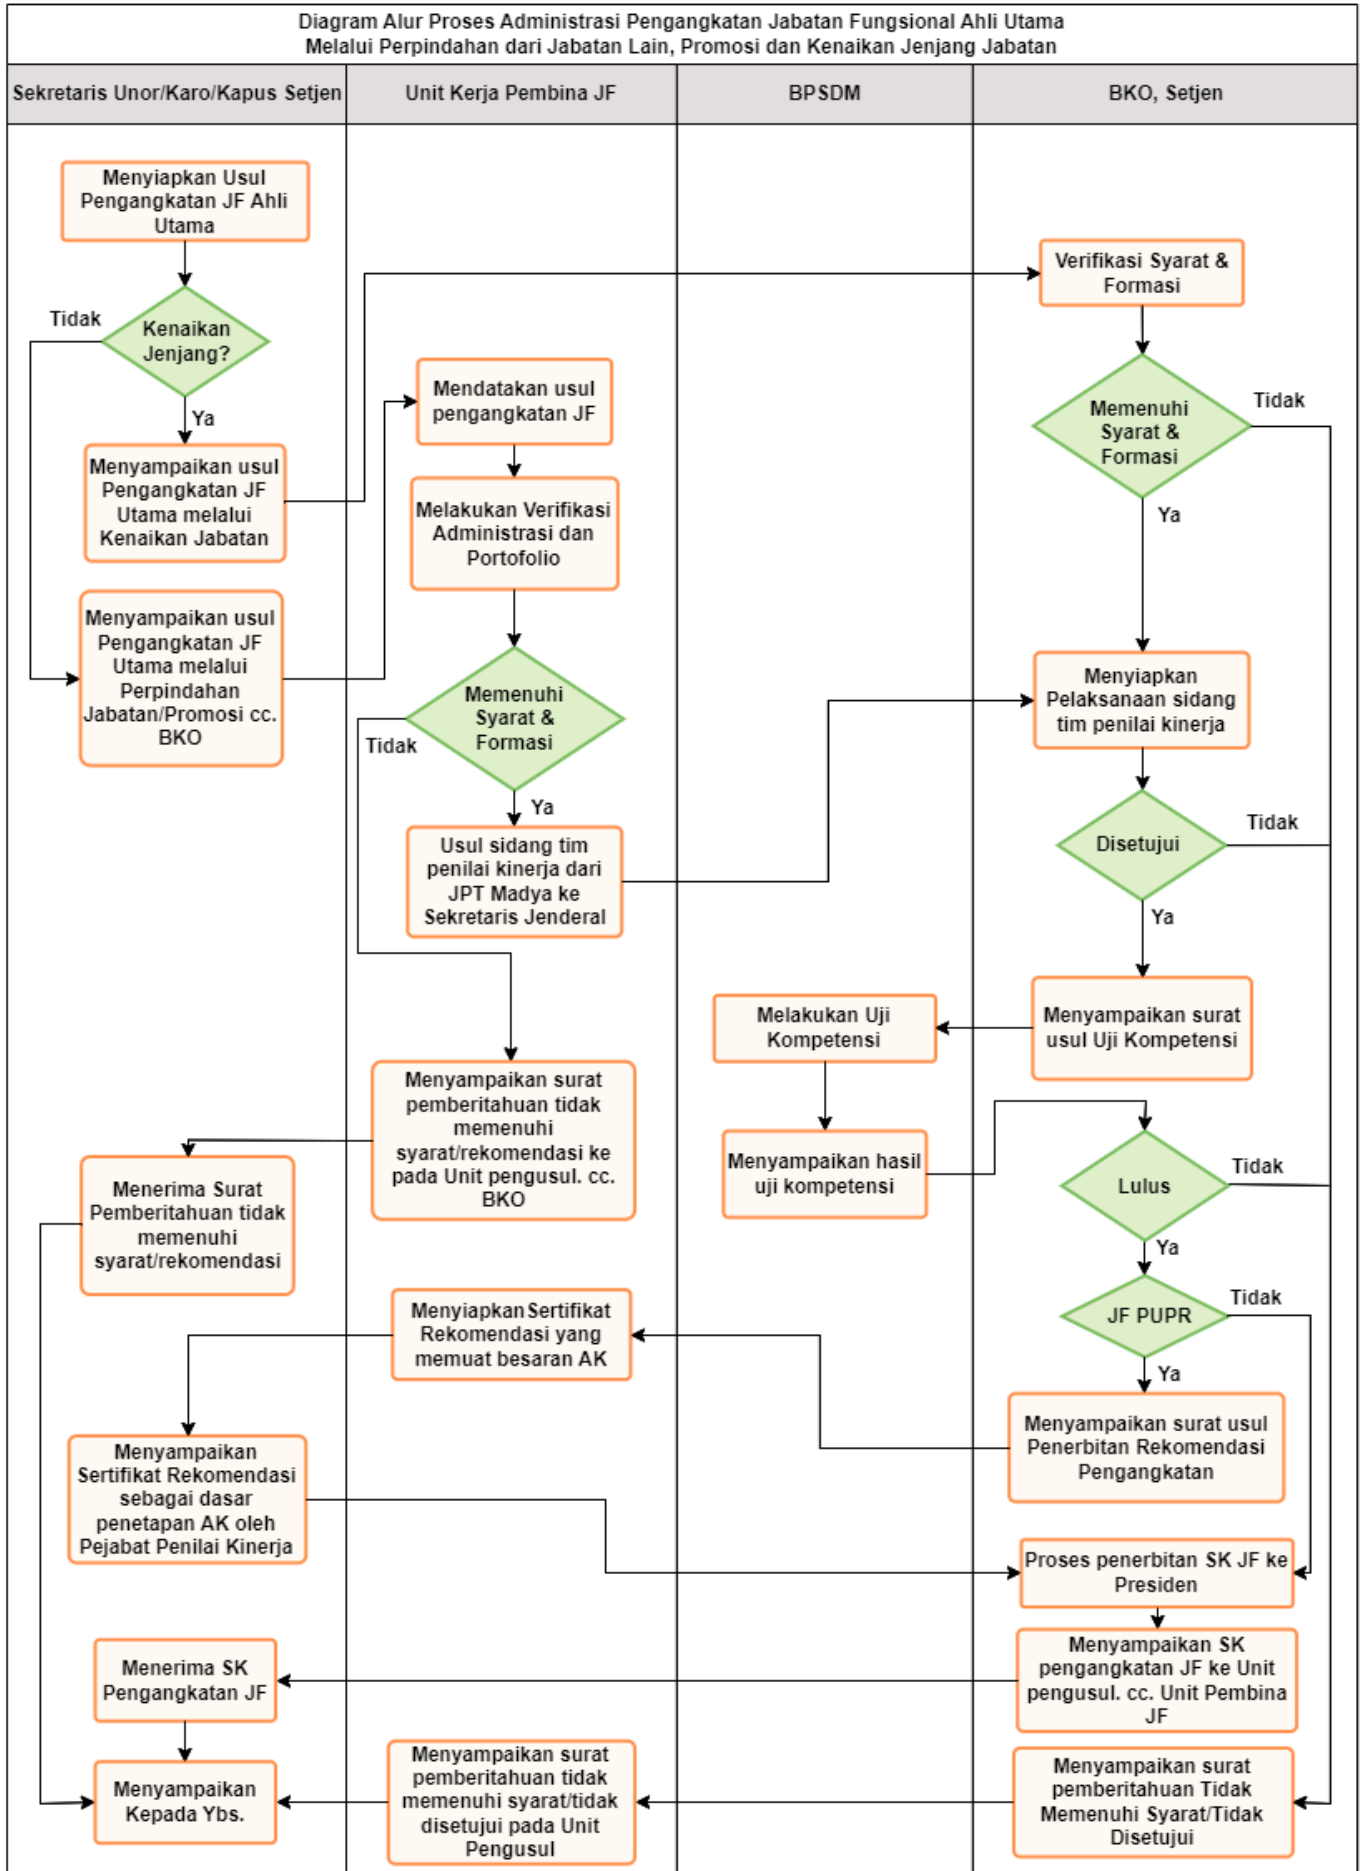 Diagram Alur Proses Administrasi Pengangkatan Jabatan Fungsional Ahli Utama
Melalui Perpindahan dari Jabatan Lain, Promosi dan Kenaikan Jenjang Jabatan
Sekretaris Unor/Karo/Kapus Setjen
Unit Kerja Pembina JF
BPSDM
BKO, Setjen
Menyiapkan Usul
Pengangkatan JF Ahli
Utama
Verifikasi Syarat &
Formasi
Tidak
Kenaikan
Jenjang?
Ya
Mendatakan usul
pengangkatan JF
Memenuhi
Syarat &
Formasi
Tidak
Ya
Menyampaikan usul
Pengangkatan JF
Utama melalui
Kenaikan Jabatan
Melakukan Verifikasi
Administrasi dan
Portofolio
Menyampaikan usul
Pengangkatan JF
Utama melalui
Perpindahan
Jabatan/Promosi cc.
BKO
Memenuhi
Syarat &
Formasi
Tidak
Ya
Menyiapkan
Pelaksanaan sidang
tim penilai kinerja
Usul sidang tim
penilai kinerja dari
JPT Madya ke
Sekretaris Jenderal
Disetujui
Tidak
Ya
Melakukan Uji
Kompetensi
Menyampaikan surat
usul Uji Kompetensi
Menyampaikan surat
pemberitahuan tidak
memenuhi
syarat/rekomendasi ke
pada Unit pengusul. cc.
BKO
Menyampaikan hasil
uji kompetensi
Lulus
Tidak
Ya
Menerima Surat
Pemberitahuan tidak
memenuhi
syarat/rekomendasi
Menyiapkan Sertifikat
Rekomendasi yang
memuat besaran AK
JF PUPR
Tidak
Ya
Menyampaikan surat usul
Penerbitan Rekomendasi
Pengangkatan
Menyampaikan
Sertifikat Rekomendasi
sebagai dasar
penetapan AK oleh
Pejabat Penilai Kinerja
Proses penerbitan SK JF ke
Presiden
Menerima SK
Pengangkatan JF
Menyampaikan SK
pengangkatan JF ke Unit
pengusul. cc. Unit Pembina
JF
Menyampaikan
Kepada Ybs.
Menyampaikan surat
pemberitahuan tidak
memenuhi syarat/tidak
disetujui pada Unit
Pengusul
Menyampaikan surat
pemberitahuan Tidak
Memenuhi Syarat/Tidak
Disetujui